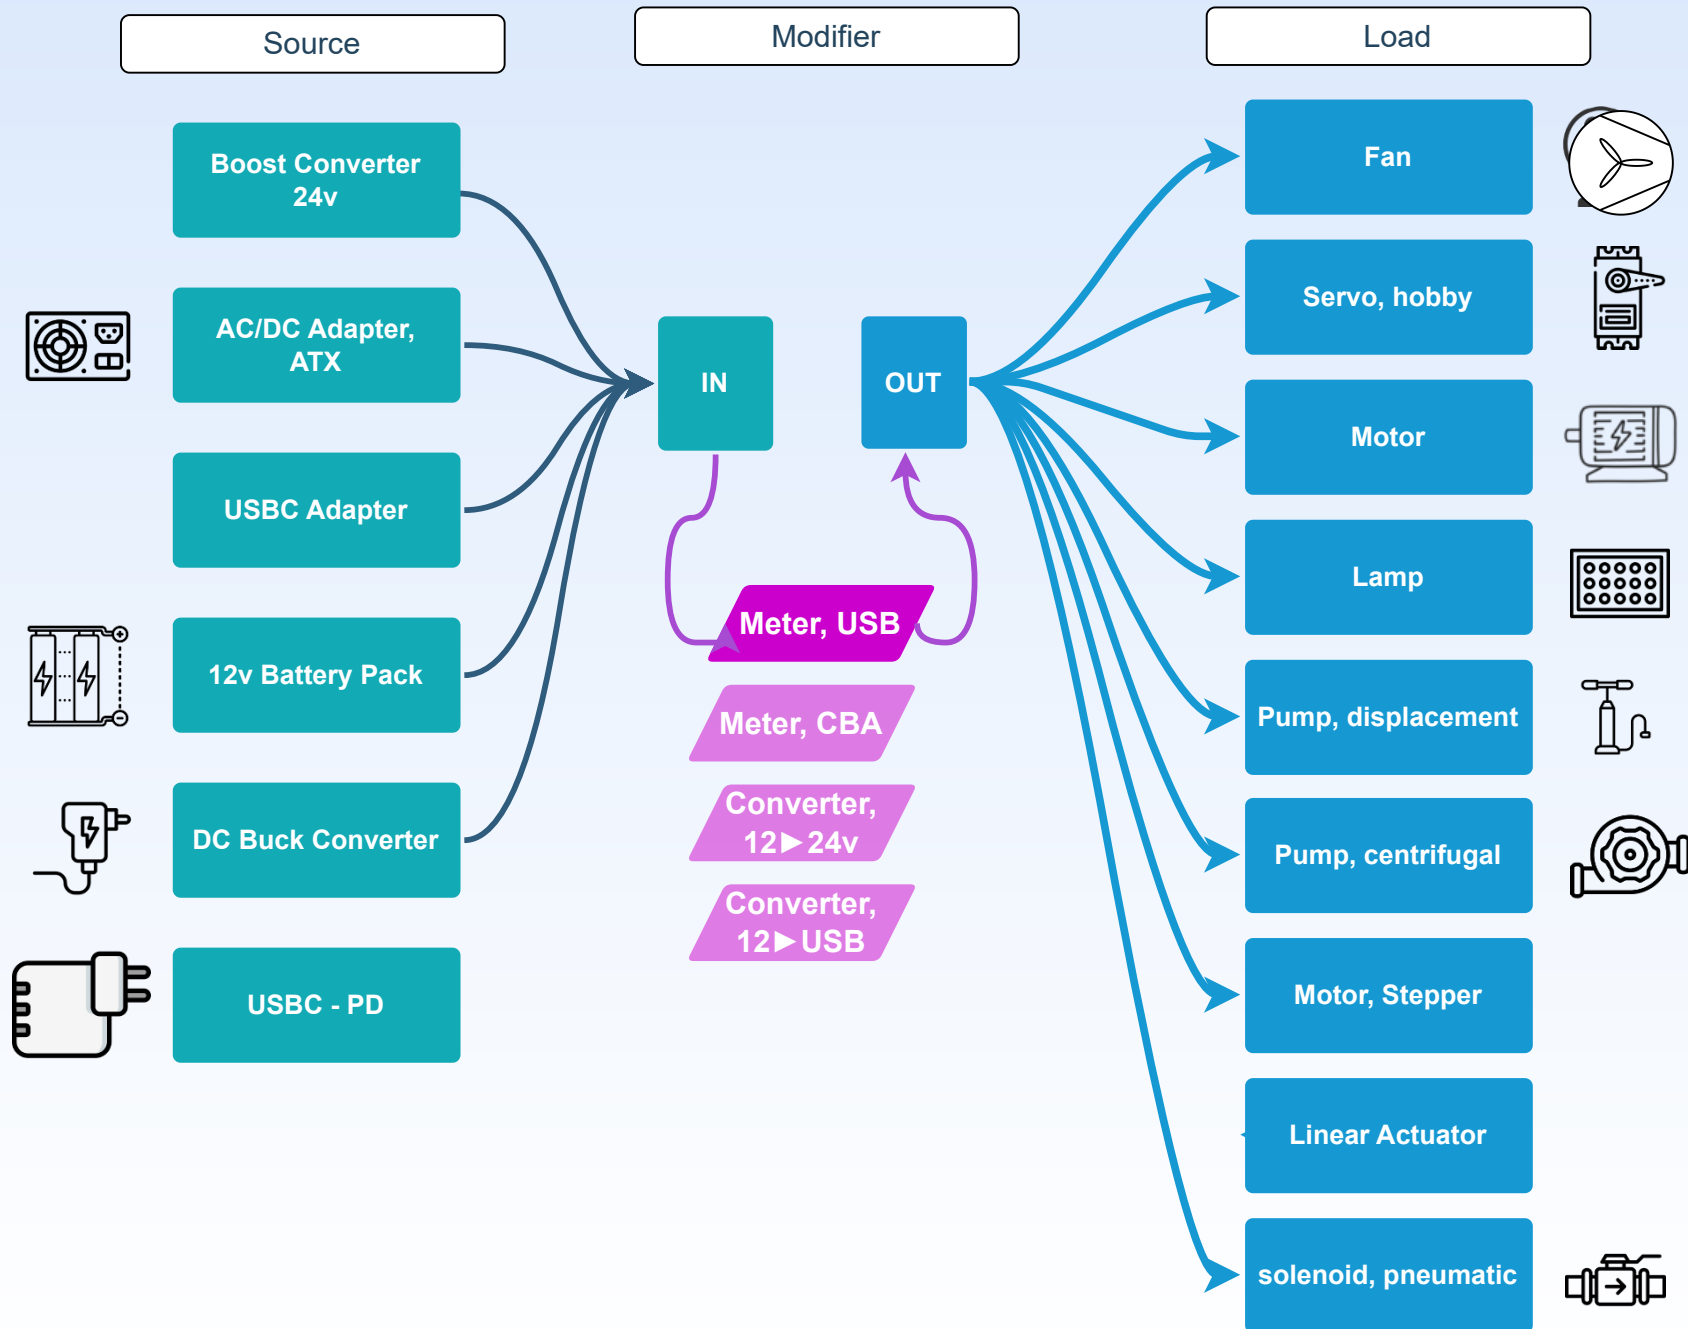 Source
Modifier
Load
Boost Converter
24v
AC/DC Adapter,
ATX
USBC Adapter
12v Battery Pack
DC Buck Converter
USBC - PD
IN
OUT
Meter, USB
Meter, CBA
Converter,
12►24v
Converter,
12►USB
Fan
Servo, hobby
Motor
Lamp
Pump, displacement
Pump, centrifugal
Motor, Stepper
Linear Actuator
solenoid, pneumatic